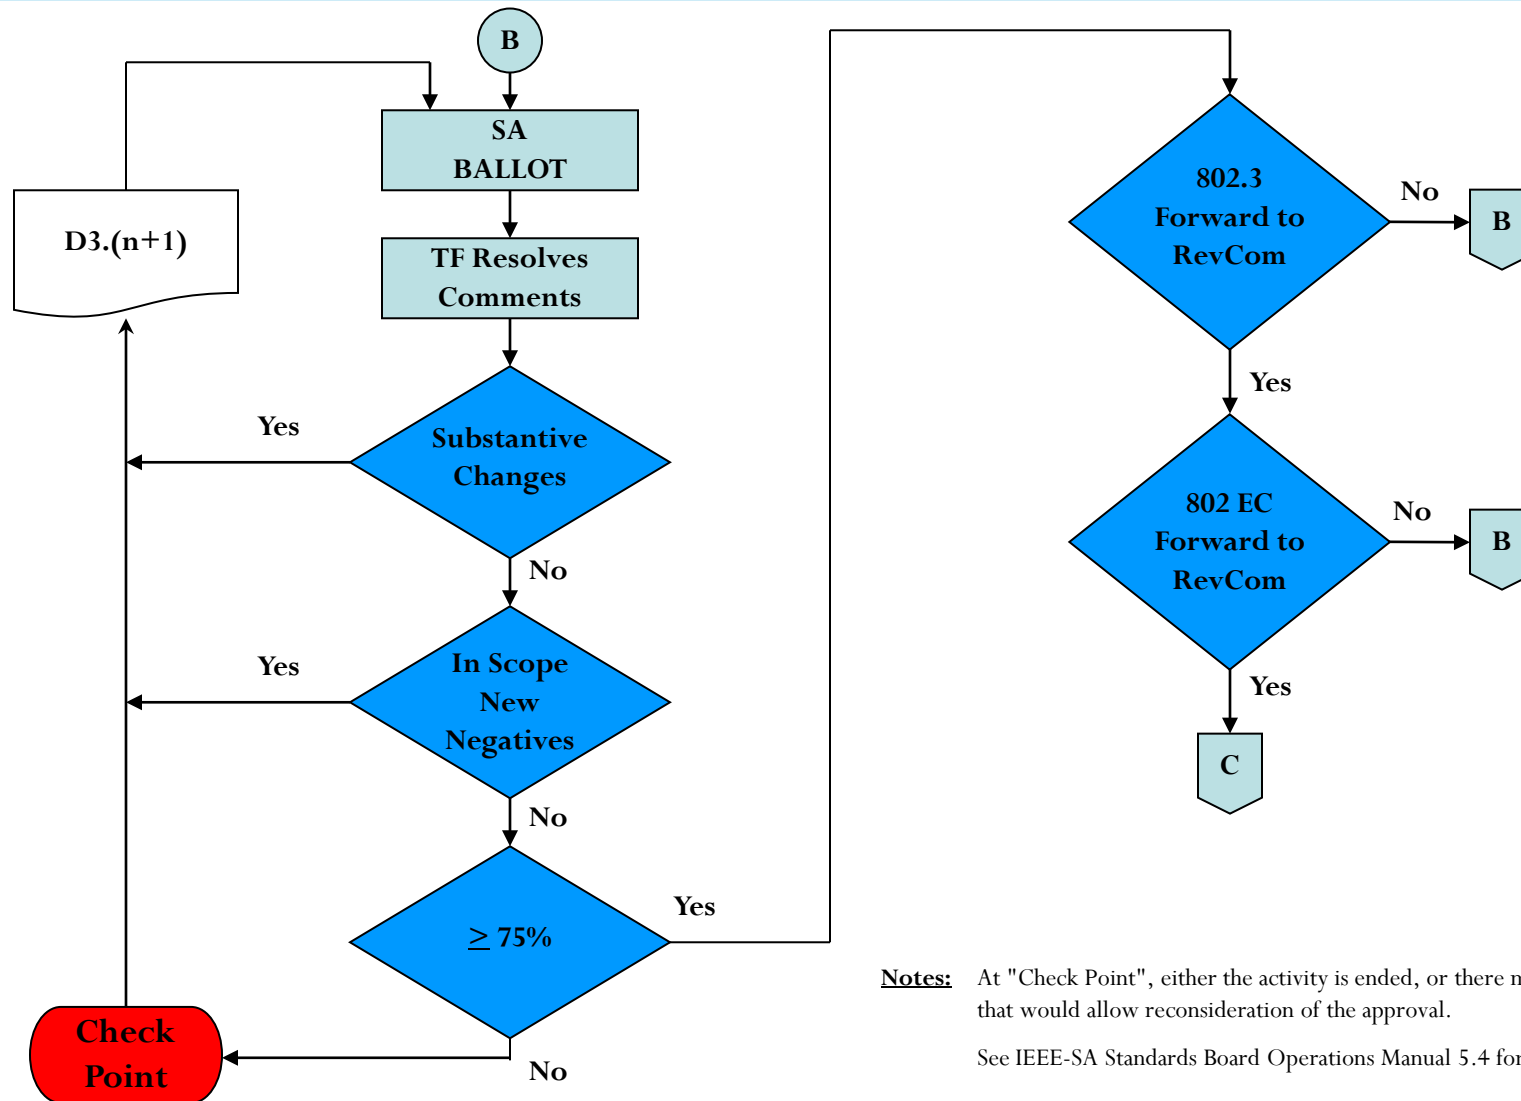 B
SA
BALLOT
D3.(n+1)
TF Resolves
Comments
Substantive
Changes
Yes
No
In Scope
New
Negatives
Yes
No
≥ 75%
Yes
No
Check
Point
802.3
Forward to
RevCom
No
B
Yes
802 EC
Forward to
RevCom
No
B
Yes
C
Notes: At "Check Point", either the activity is ended, or there
that would allow reconsideration of the approval.
See IEEE-SA Standards Board Operations Manual 5.4 for